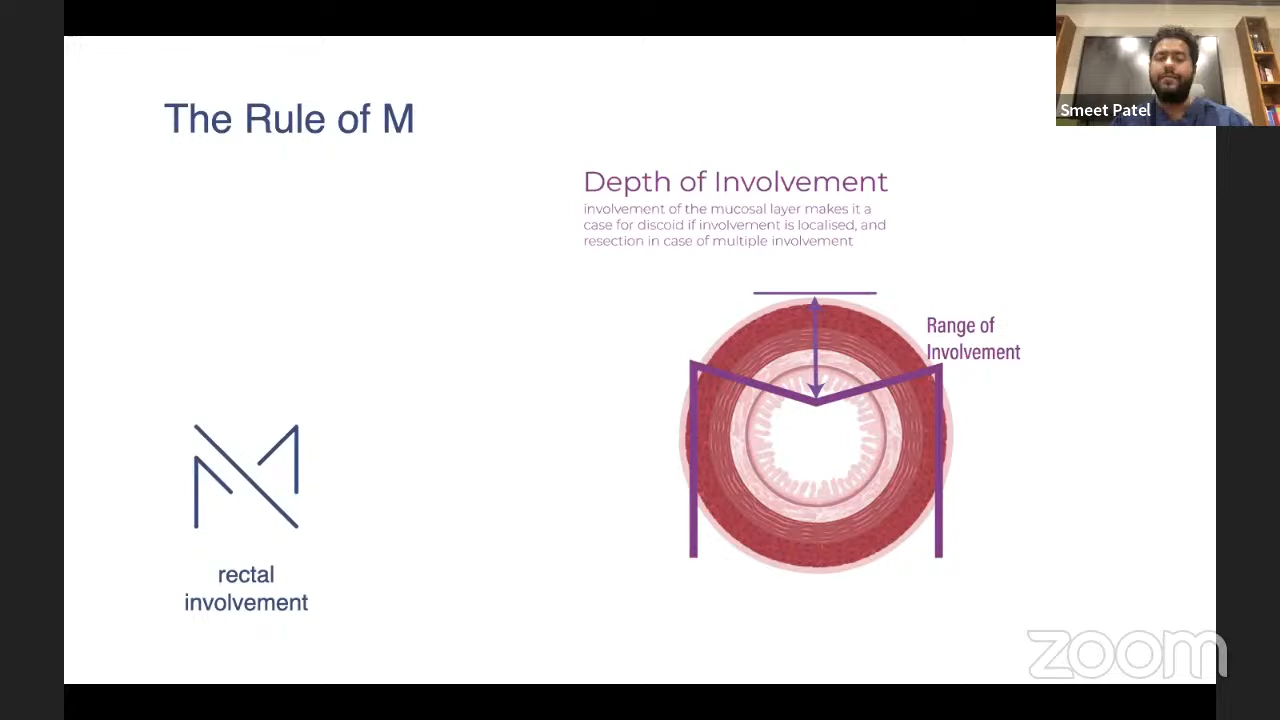 Smeet Patel
The Rule of M
Depth of Involvement
involvement of the mucosal layer makes it a
case for discoid if involvement is localised, and
resection in case of multiple involvement
Range of
Involvement
rectal
involvement
zoom